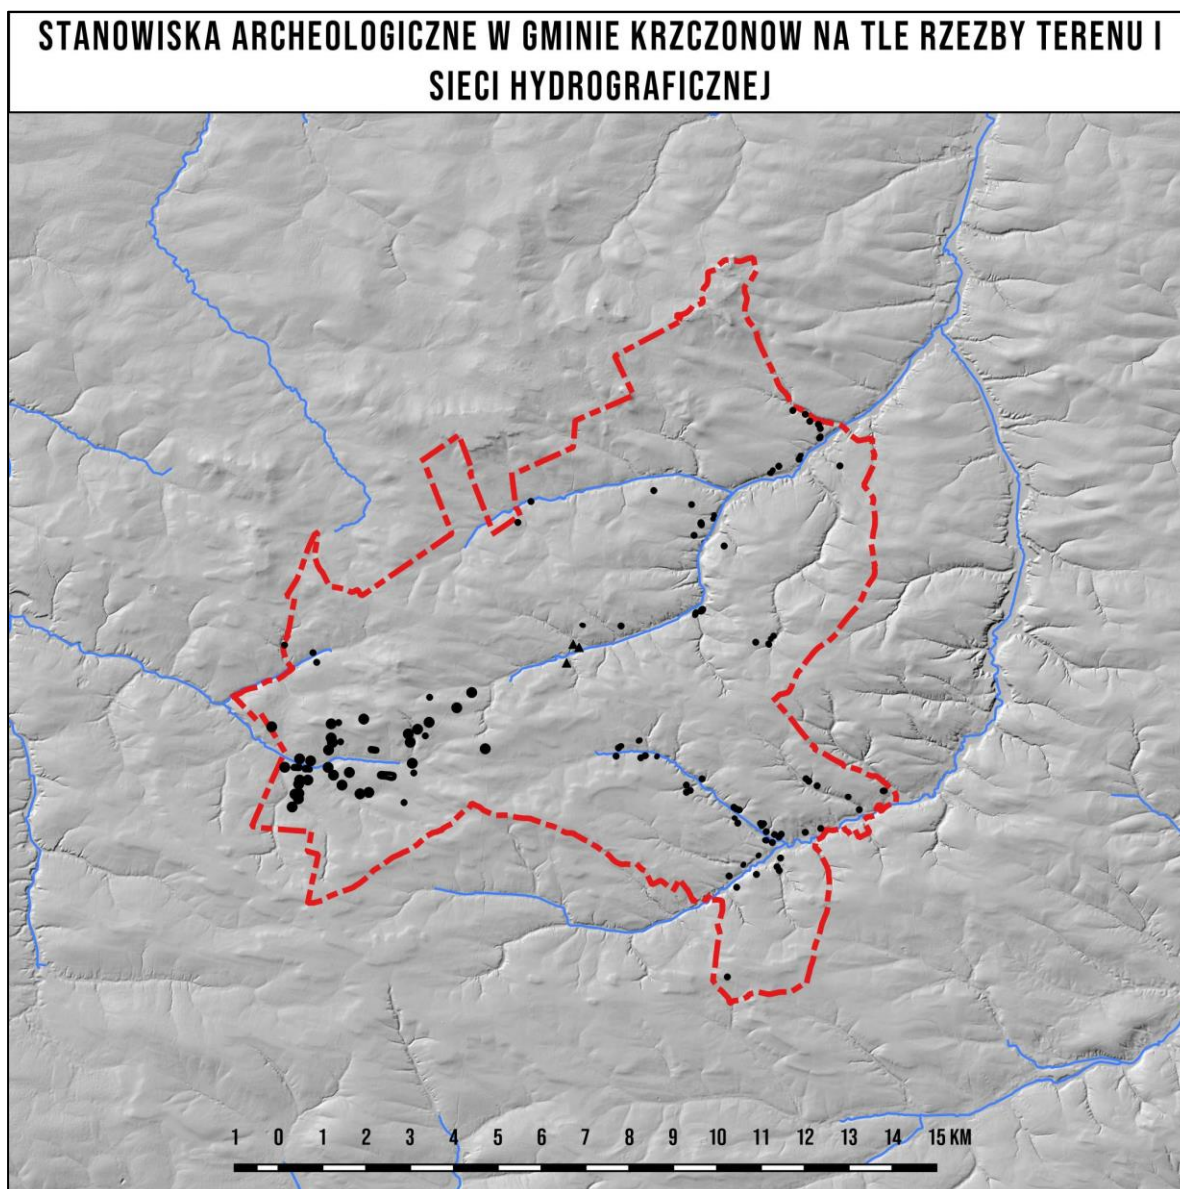 STANOWISKA ARCHEOLOGICZNE W GMINIE KRZCZONOW NA TLE RZEZBY TERENU I
SIECI HYDROGRAFICZNEJ
1 0 1 2 3 4 5 6 7 8 9 10 11 12 13 14 15 KM